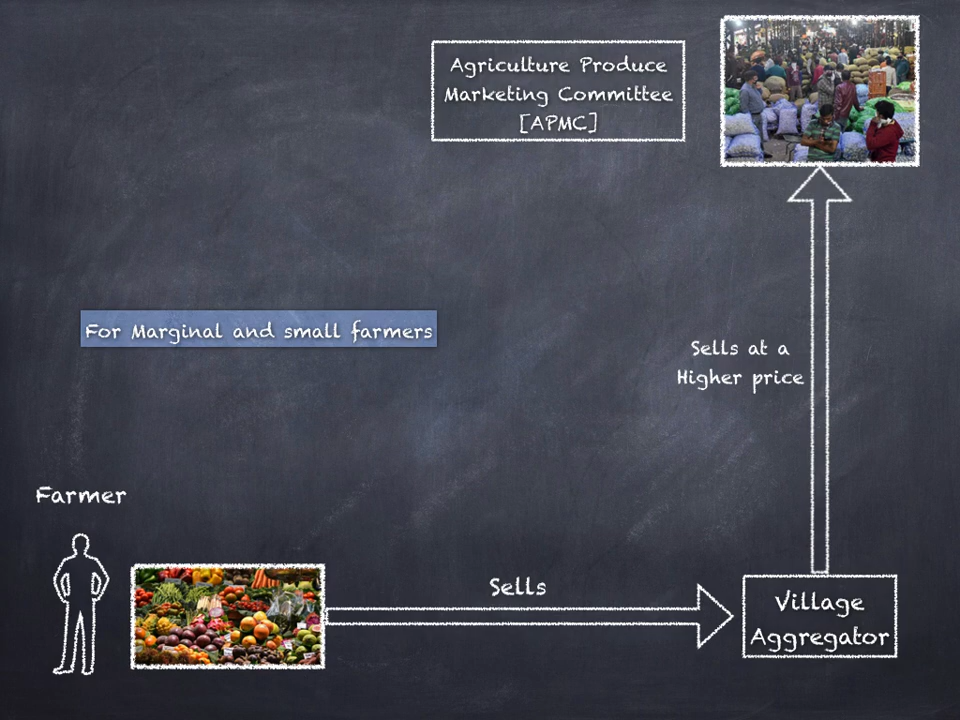 Agriculture Produce
Marketing Committee
[APMC]
For Marginal and small farmers
Sells at a
Higher price
Farmer
Sells
Village
Aggregator